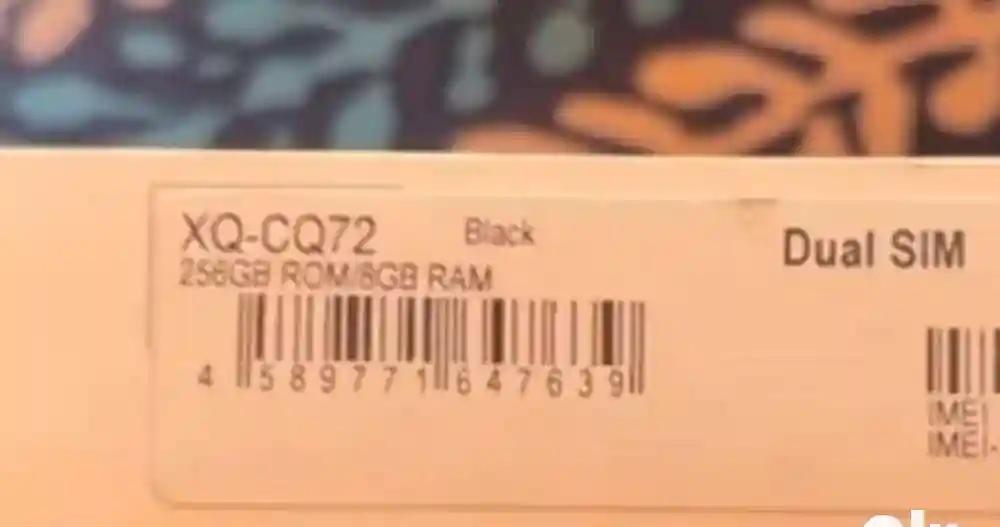 XQ-CQ72 Black
256GB ROM/8GB RAM
Dual SIM
4 589771 647639
IMEI
IMEI-